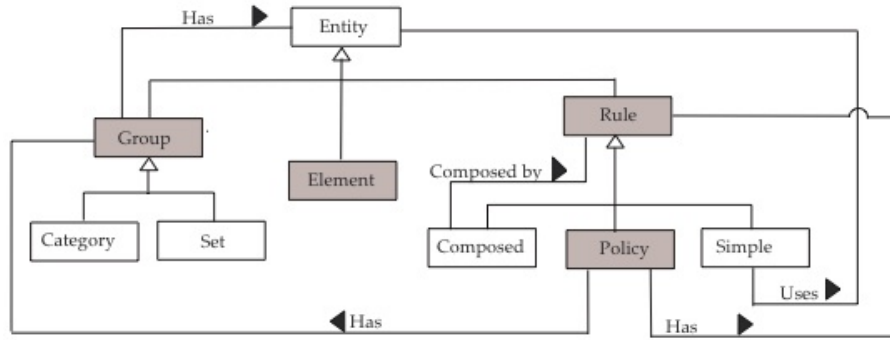 Has
Entity
Group
Rule
Element
Composed by
Category
Set
Composed
Policy
Simple
Uses
Has
Has